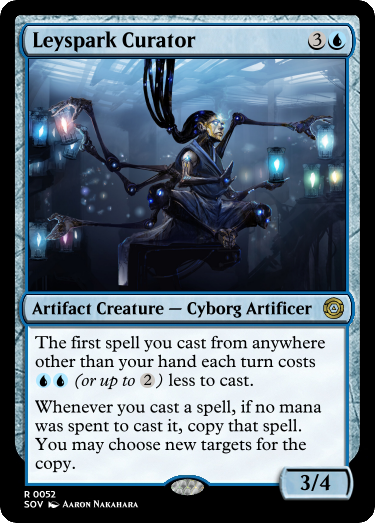 Leyspark Curator 3
Artifact Creature — Cyborg Artificer
The first spell you cast from anywhere
other than your hand each turn costs
(or up to 2) less to cast.
Whenever you cast a spell, if no mana
was spent to cast it, copy that spell.
You may choose new targets for the
copy.
3/4
R 0052
SOV Aaron Nakahara